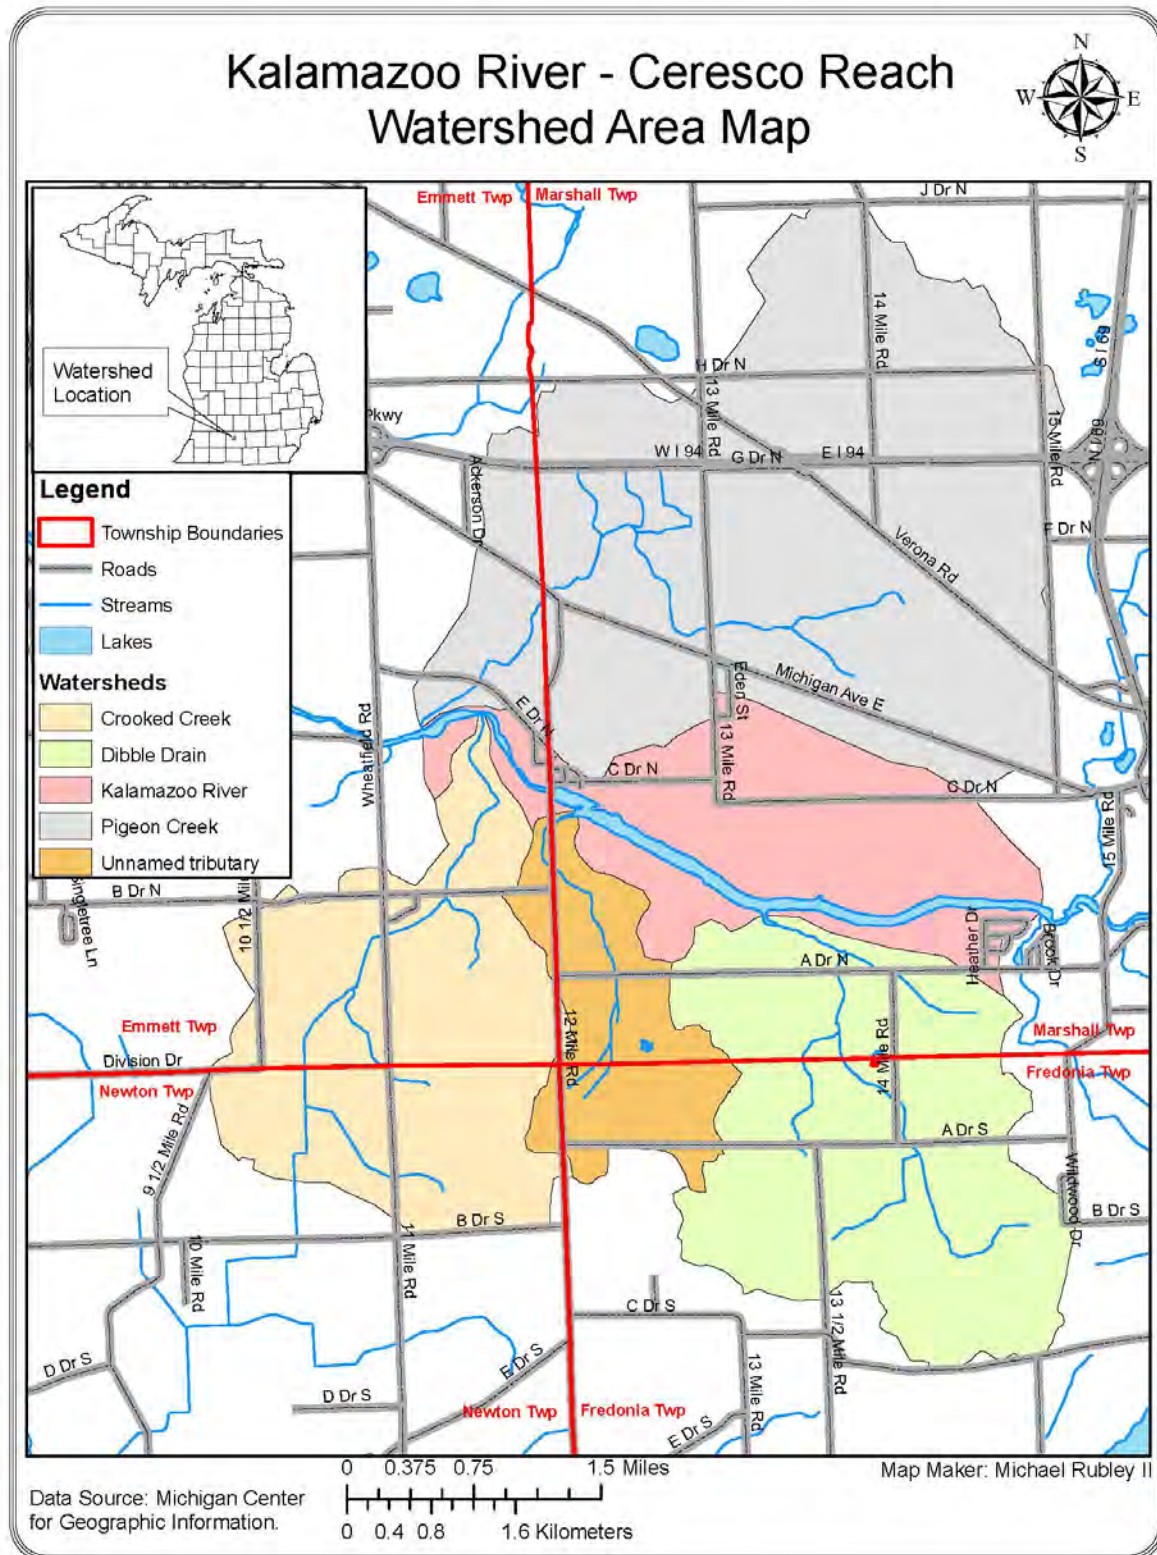 Kalamazoo River - Ceresco Reach
Watershed Area Map
N
W
E
S
Emmett Twp
Marshall Twp
J Dr N
14 Mile Rd
S I 69
Watershed
Location
H Dr N
13 Mile Rd
Pkwy
15 Mile Rd
N I 69
Ackerson Dr
W I 94
G Dr N
E I 94
Legend
Township Boundaries
Roads
Streams
Lakes
Watersheds
Crooked Creek
Dibble Drain
Kalamazoo River
Pigeon Creek
Unnamed tributary
F Dr N
Verona Rd
Michigan Ave E
Eden St
E Dr N
Wheatfield Rd
13 Mile Rd
C Dr N
C Dr N
15 Mile Rd
B Dr N
Singletree Ln
10 1/2 Mile
Heather Dr
Brook Dr
A Dr N
Emmett Twp
12 Mile Rd
14 Mile Rd
Marshall Twp
Division Dr
Newton Twp
Fredonia Twp
9 1/2 Mile Rd
A Dr S
Wildwood Dr
B Dr S
B Dr S
10 Mile Rd
11 Mile Rd
C Dr S
13 1/2 Mile Rd
D Dr S
E Dr S
13 Mile Rd
D Dr S
Newton Twp
Fredonia Twp
E Dr S
0 0.375 0.75 1.5 Miles
Map Maker: Michael Rubley II
Data Source: Michigan Center
for Geographic Information.
0 0.4 0.8 1.6 Kilometers